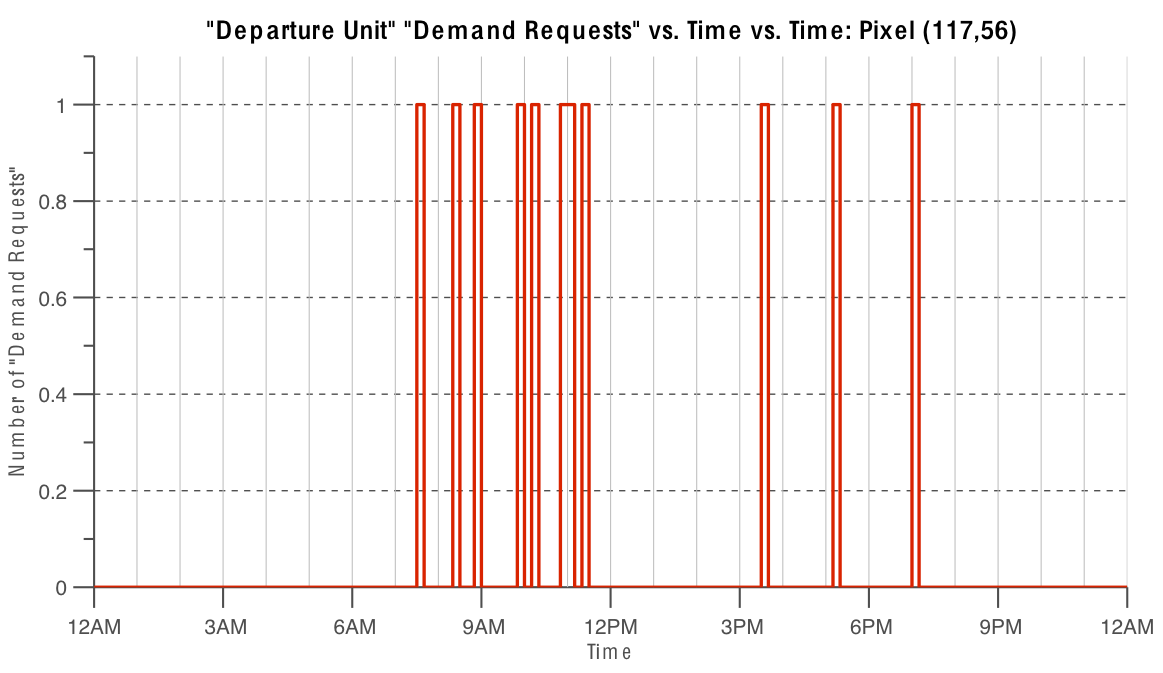 "Departure Unit" "Demand Requests" vs. Time vs. Time: Pixel (117,56)
Number of "Demand Requests"
1
0.8
0.6
0.4
0.2
0
12AM 3AM 6AM 9AM 12PM 3PM 6PM 9PM 12AM
Time